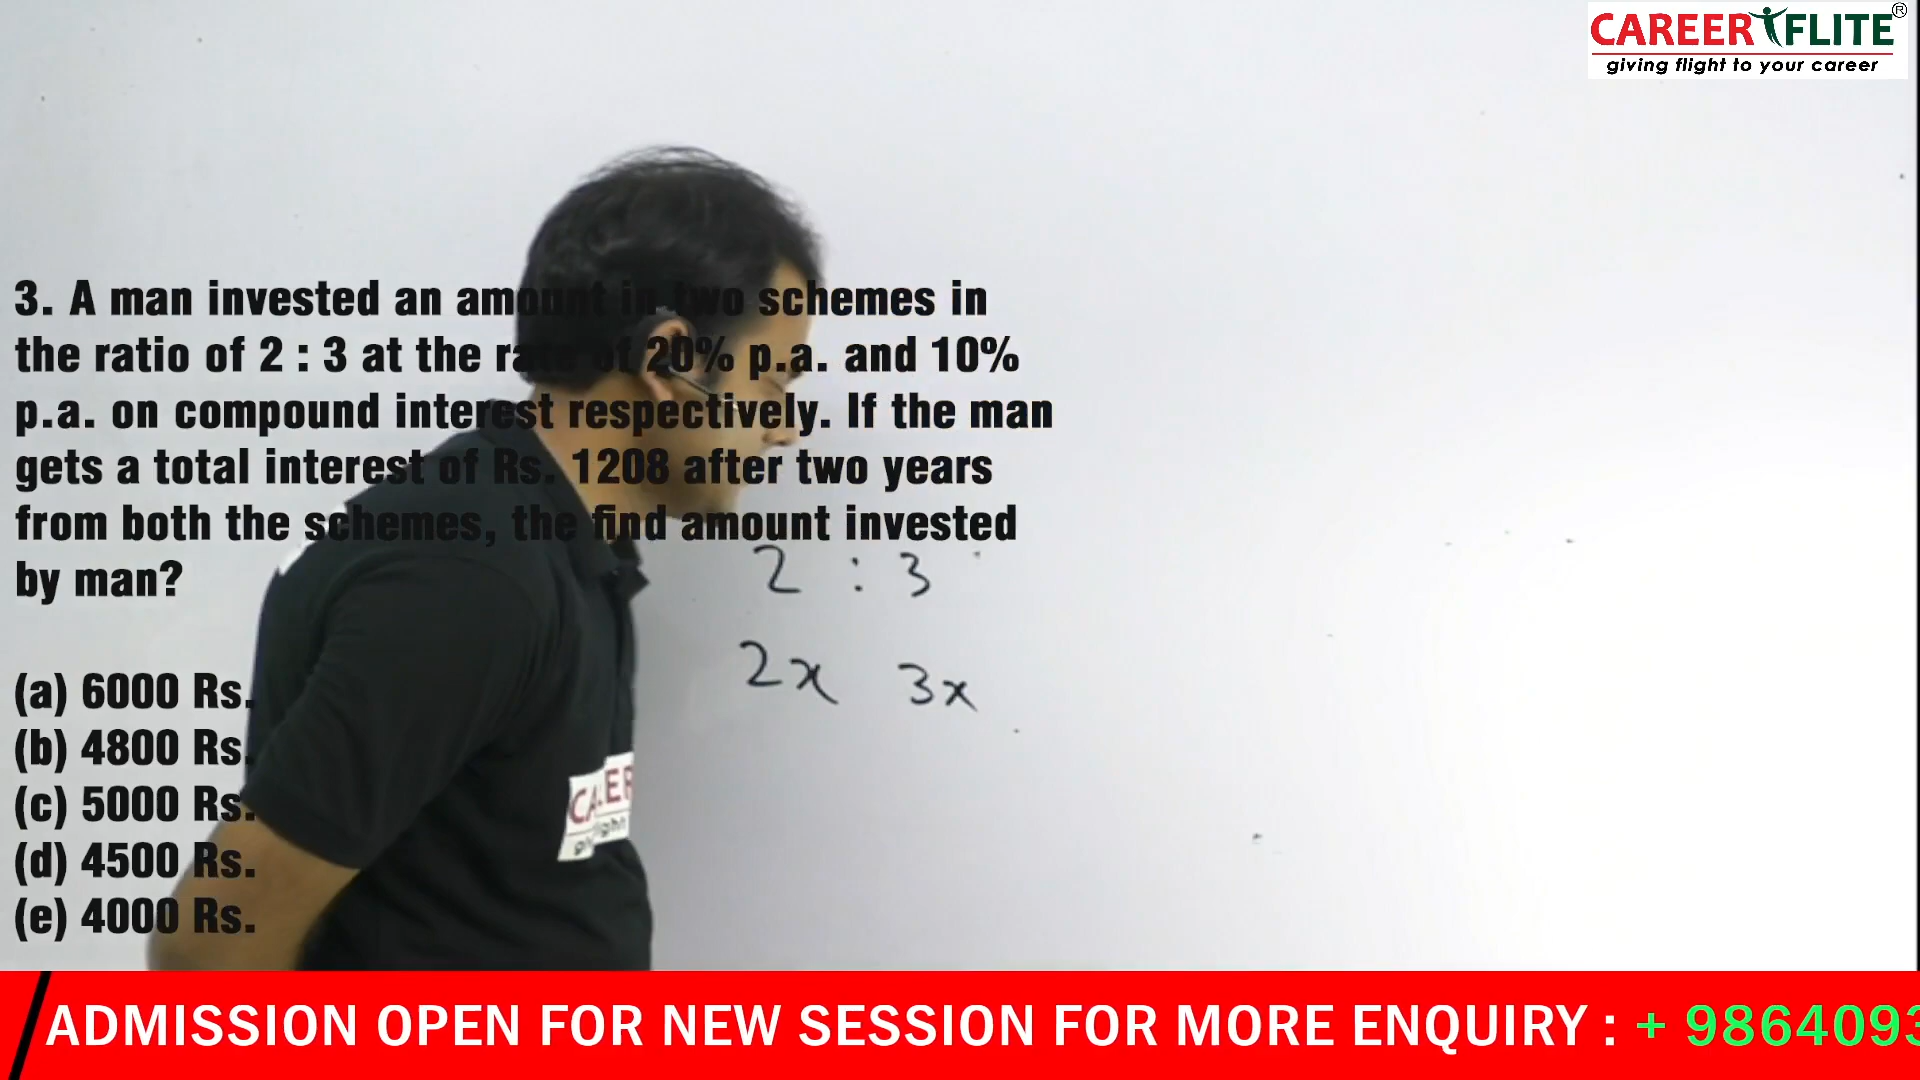 CAREER FLITE®
giving flight to your career
3. A man invested an amount in two schemes in
the ratio of 2 : 3 at the rate of 20% p.a. and 10%
p.a. on compound interest respectively. If the man
gets a total interest of Rs. 1208 after two years
from both the schemes, the find amount invested
by man?
2 : 3
2x 3x
(a) 6000 Rs.
(b) 4800 Rs.
(c) 5000 Rs.
(d) 4500 Rs.
(e) 4000 Rs.
ADMISSION OPEN FOR NEW SESSION FOR MORE ENQUIRY : + 986409